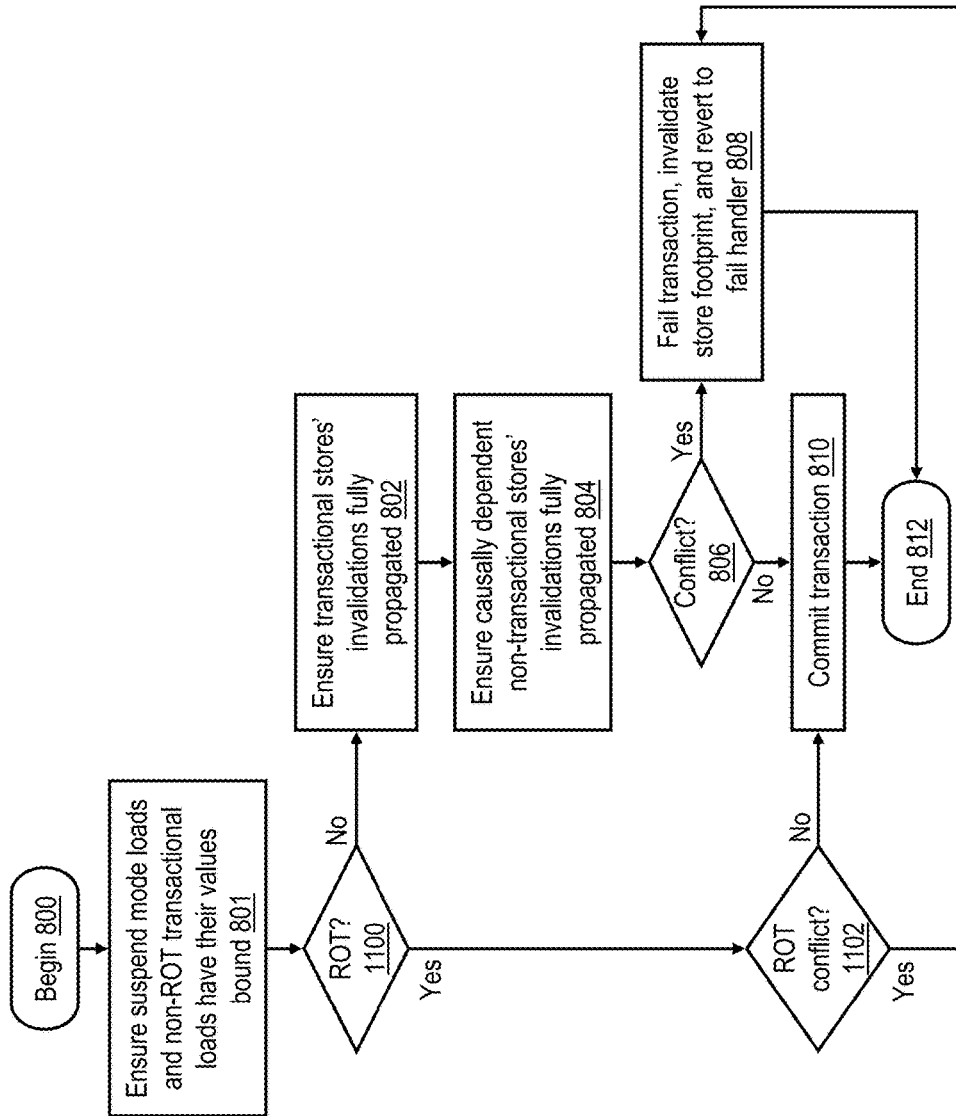 Begin 800
Ensure suspend mode loads
and non-ROT transactional
loads have their values
bound 801
ROT?
1100
No
Yes
Ensure transactional stores'
invalidations fully
propagated 802
Ensure causally dependent
non-transactional stores'
invalidations fully
propagated 804
Conflict?
806
Yes
No
Fail transaction, invalidate
store footprint, and revert to
fail handler 808
ROT
conflict?
1102
No
Yes
Commit transaction 810
End 812